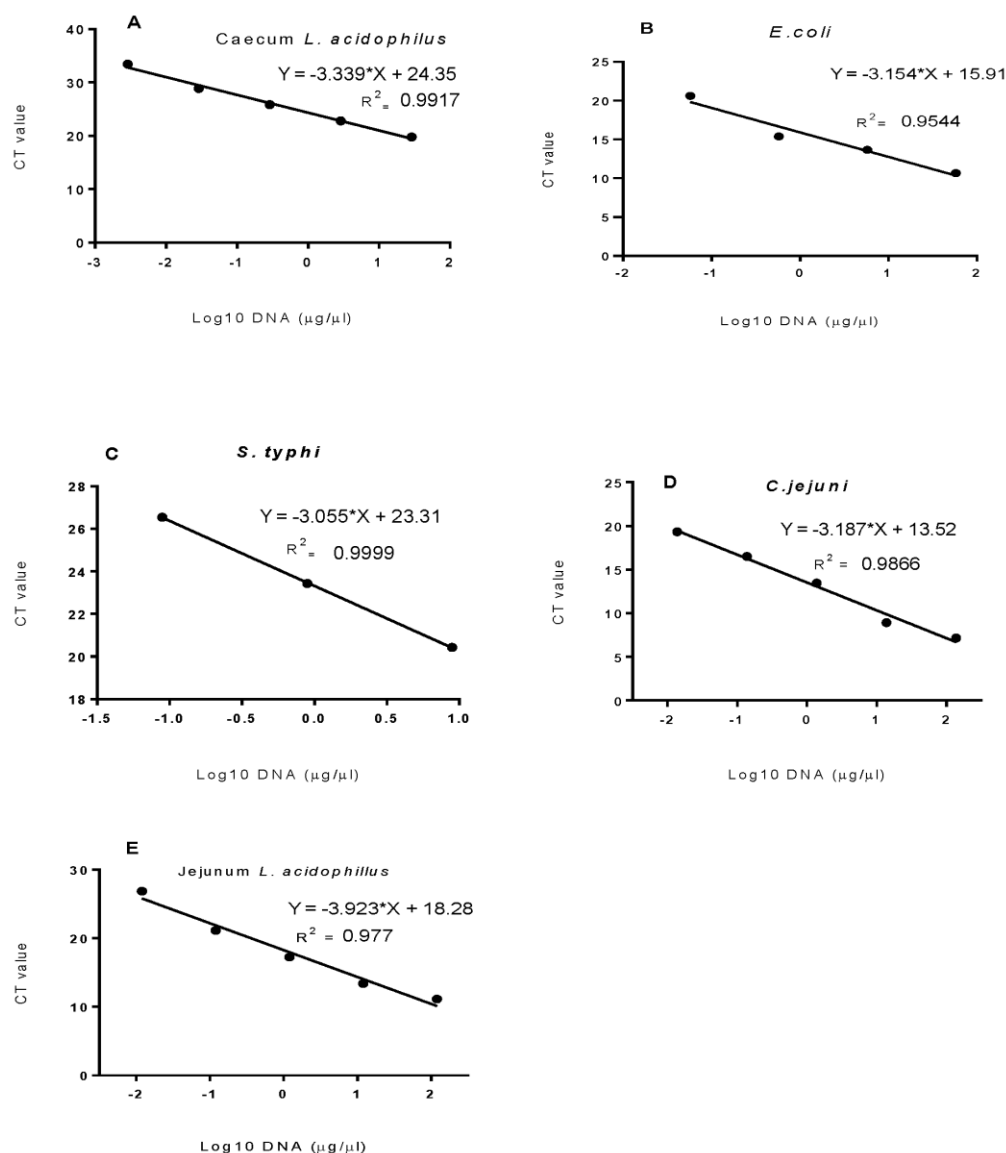 A
Caecum L. acidophilus
Y = -3.339*X + 24.35
R² = 0.9917
CT value
40
30
20
10
0
-3 -2 -1 0 1 2
Log10 DNA (µg/µl)
B
E.coli
Y = -3.154*X + 15.91
R² = 0.9544
CT value
25
20
15
10
5
0
-2 -1 0 1 2
Log10 DNA (µg/µl)
C
S. typhi
Y = -3.055*X + 23.31
R² = 0.9999
CT value
28
26
24
22
20
18
-1.5 -1.0 -0.5 0.0 0.5 1.0
Log10 DNA (µg/µl)
D
C.jejuni
Y = -3.187*X + 13.52
R² = 0.9866
CT value
25
20
15
10
5
0
-2 -1 0 1 2
Log10 DNA (µg/µl)
E
Jejunum L. acidophillus
Y = -3.923*X + 18.28
R² = 0.977
CT value
30
20
10
0
-2 -1 0 1 2
Log10 DNA (µg/µl)